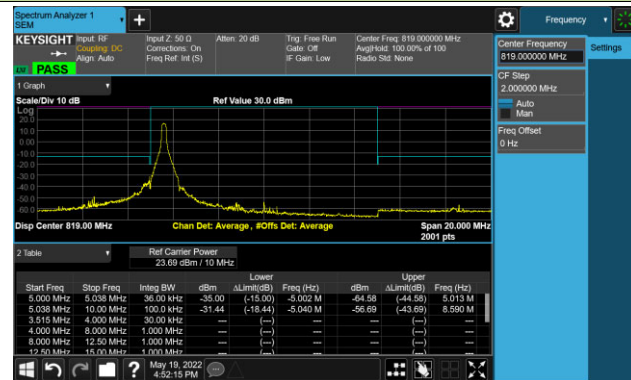 Spectrum Analyzer 1
SEM
Frequency
KEYSIGHT
Input: RF
Coupling: DC
Align: Auto
Input Z: 50 Ω
Corrections: On
Freq Ref: Int (S)
Atten: 20 dB
Trig: Free Run
Gate: Off
IF Gain: Low
Center Freq: 819.000000 MHz
Avg|Hold: 100.00% of 100
Radio Std: None
PASS
Center Frequency
819.000000 MHz
Settings
CF Step
2.000000 MHz
Auto
Man
Freq Offset
0 Hz
1 Graph
Scale/Div 10 dB
Ref Value 30.0 dBm
Log
20.0
10.0
0.00
-10.0
-20.0
-30.0
-40.0
-50.0
-60.0
Disp Center 819.00 MHz
Chan Det: Average, #Offs Det: Average
Span 20.000 MHz
2001 pts
2 Table
Ref Carrier Power
23.69 dBm / 10 MHz
Lower Upper
Start Freq Stop Freq Integ BW dBm ΔLimit(dB) Freq (Hz) dBm ΔLimit(dB) Freq (Hz)
5.000 MHz 5.038 MHz 36.00 kHz -35.00 (-15.00) -5.002 M -64.58 (-44.58) 5.013 M
5.038 MHz 10.00 MHz 100.0 kHz -31.44 (-18.44) -5.040 M -56.69 (-43.69) 8.590 M
3.515 MHz 4.000 MHz 30.00 kHz --- (---) --- --- (---) ---
4.000 MHz 8.000 MHz 1.000 MHz --- (---) --- --- (---) ---
8.000 MHz 12.50 MHz 1.000 MHz --- (---) --- --- (---) ---
12.50 MHz 15.00 MHz 1.000 MHz --- (---) --- --- (---) ---
May 19, 2022
4:52:15 PM